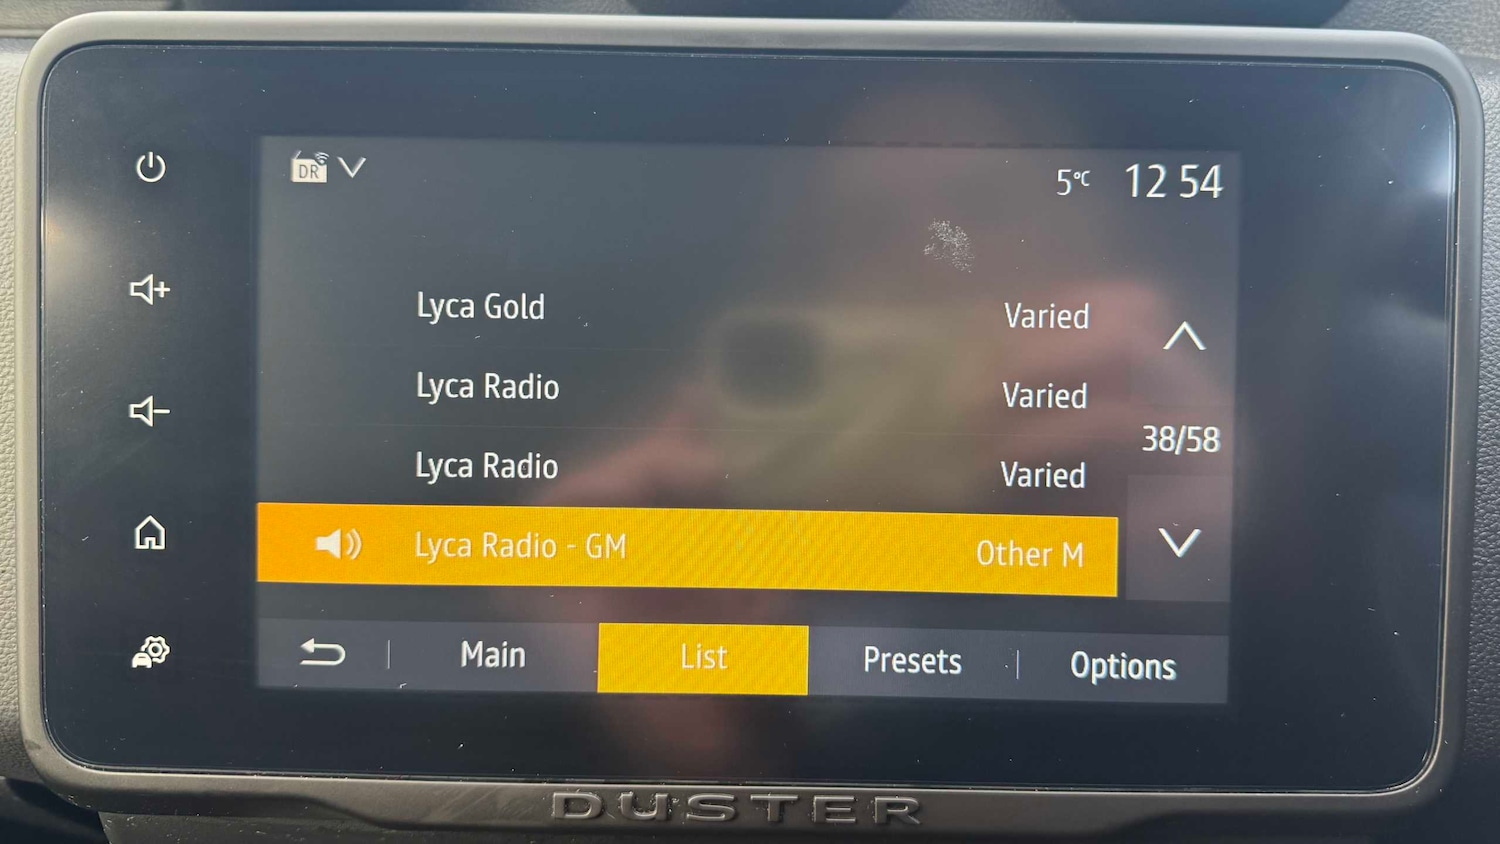 DR 5°C 12 54
Lyca Gold Varied
Lyca Radio Varied
38/58
Lyca Radio Varied
Lyca Radio - GM Other M
Main List Presets Options
DUSTER